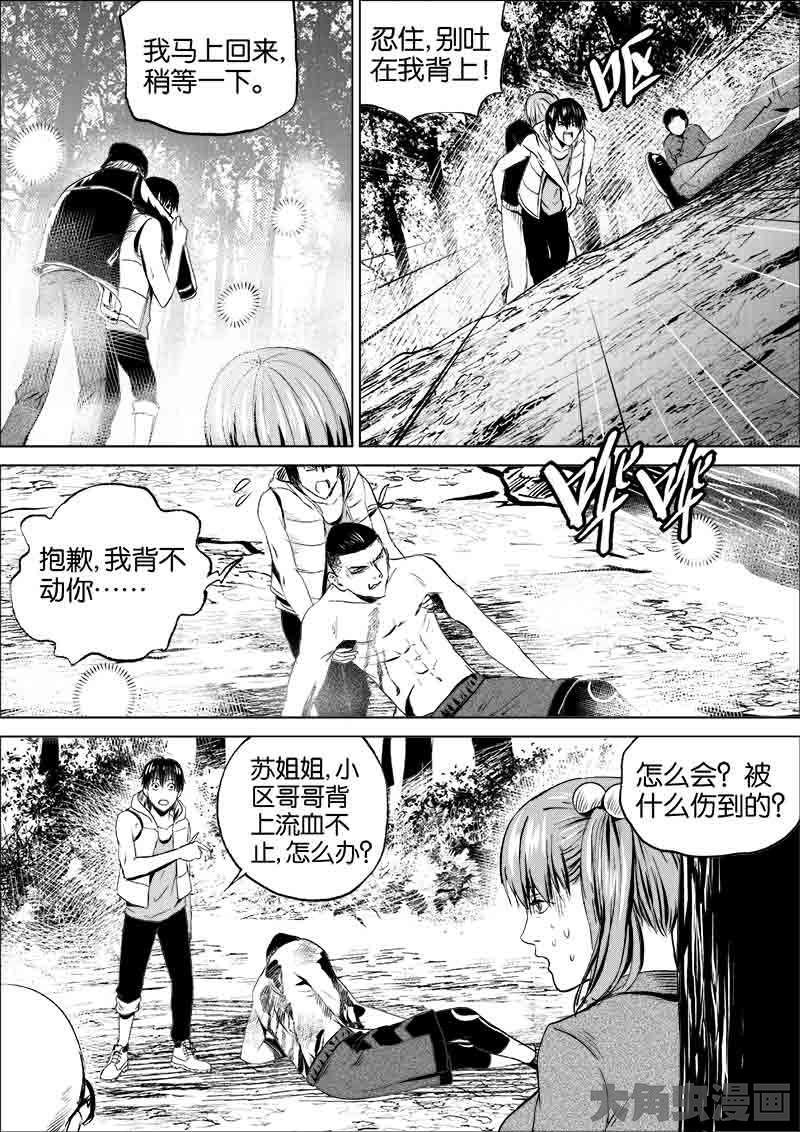 我马上回来,
稍等一下。
忍住,别吐
在我背上!
呕
抱歉,我背不
动你……
哗哗
苏姐姐,小
区哥哥背
上流血不
止,怎么办?
怎么会?被
什么伤到的?
大角虫漫画